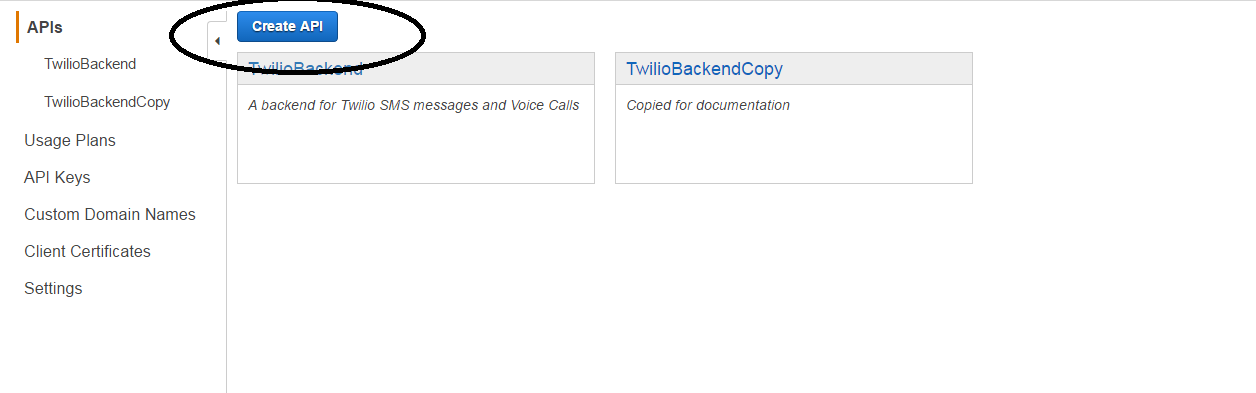 APIs
TwilioBackend
TwilioBackendCopy
Usage Plans
API Keys
Custom Domain Names
Client Certificates
Settings
Create API
TwilioBackend
A backend for Twilio SMS messages and Voice Calls
TwilioBackendCopy
Copied for documentation